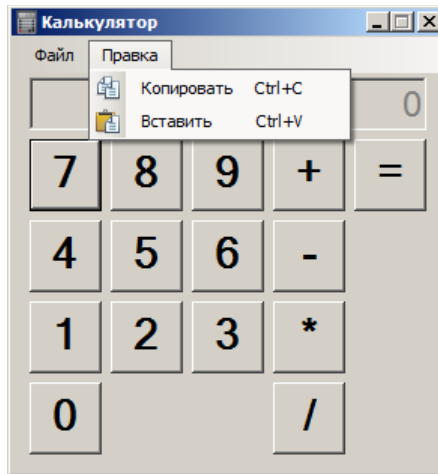 Калькулятор
Файл Правка
Копировать Ctrl+C
0
Вставить Ctrl+V
7 8 9 + =
4 5 6 -
1 2 3 *
0 /